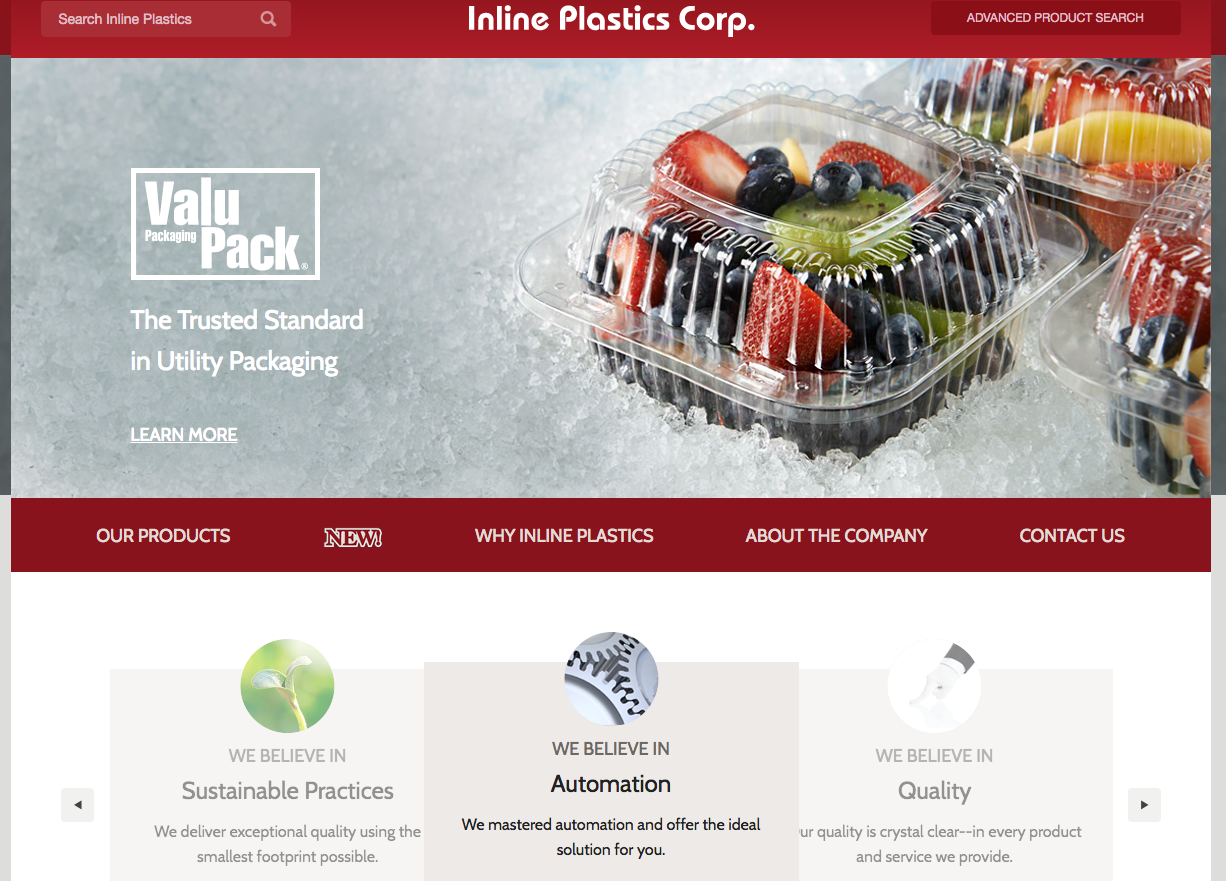 Search Inline Plastics
Inline Plastics Corp.
ADVANCED PRODUCT SEARCH
Valu
Packaging
Pack®
The Trusted Standard
in Utility Packaging
LEARN MORE
OUR PRODUCTS
NEW!
WHY INLINE PLASTICS
ABOUT THE COMPANY
CONTACT US
WE BELIEVE IN
Sustainable Practices
We deliver exceptional quality using the
smallest footprint possible.
WE BELIEVE IN
Automation
We mastered automation and offer the ideal
solution for you.
WE BELIEVE IN
Quality
ur quality is crystal clear--in every product
and service we provide.